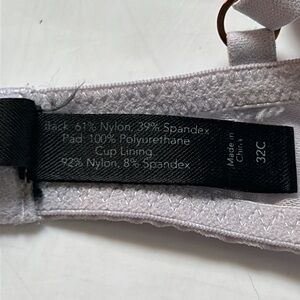 Back 61% Nylon, 39% Spandex
Pad: 100% Polyurethane
Cup Lining
92% Nylon, 8% Spandex
Made in
China
32C